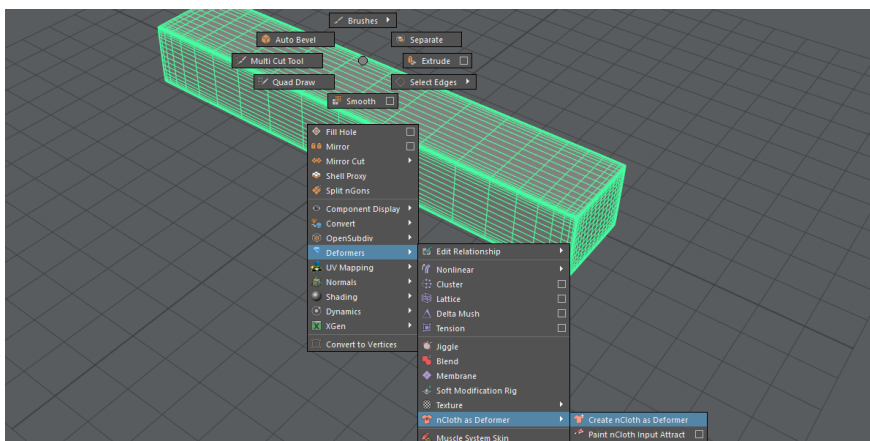 Brushes
Auto Bevel
Separate
Multi Cut Tool
Extrude
Quad Draw
Select Edges
Smooth
Fill Hole
Mirror
Mirror Cut
Shell Proxy
Split nGons
Component Display
Convert
OpenSubdiv
Deformers
UV Mapping
Normals
Shading
Dynamics
XGen
Convert to Vertices
Edit Relationship
Nonlinear
Cluster
Lattice
Delta Mush
Tension
Jiggle
Blend
Membrane
Soft Modification Rig
Texture
nCloth as Deformer
Muscle System Skin
Create nCloth as Deformer
Paint nCloth Input Attract